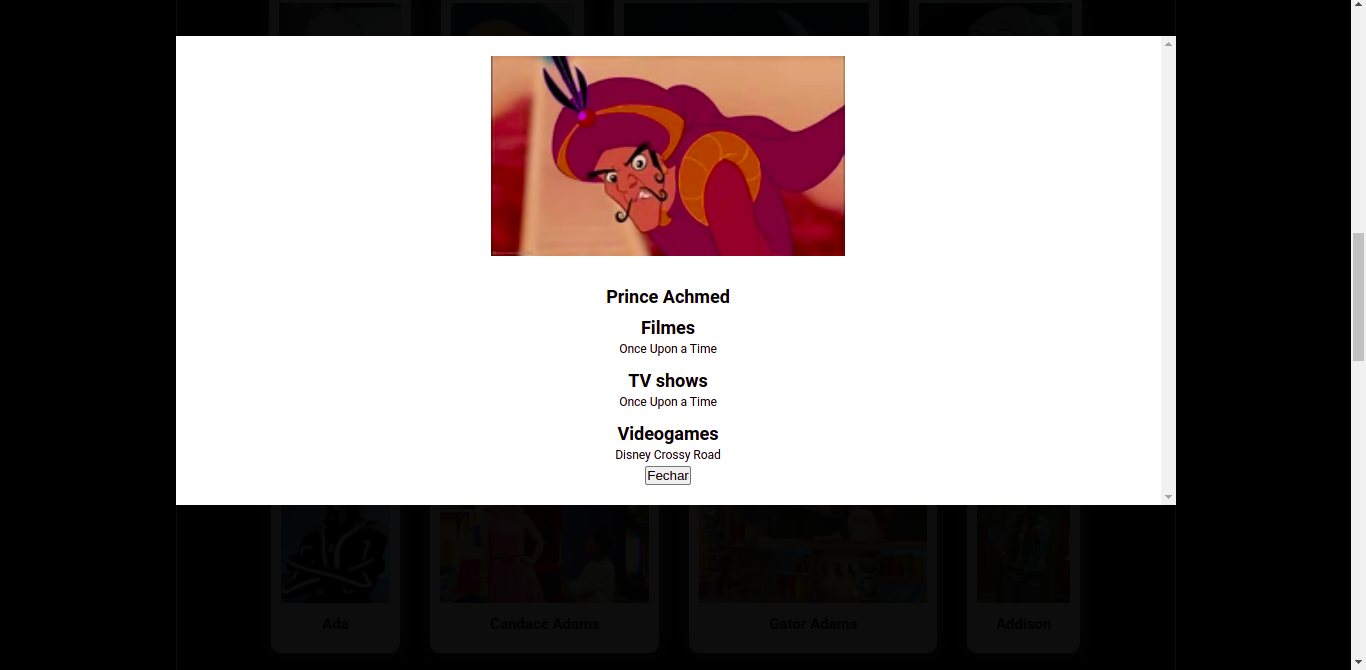 Prince Achmed
Filmes
Once Upon a Time
TV shows
Once Upon a Time
Videogames
Disney Crossy Road
Fechar
Ada
Candace Adams
Gator Adams
Addison